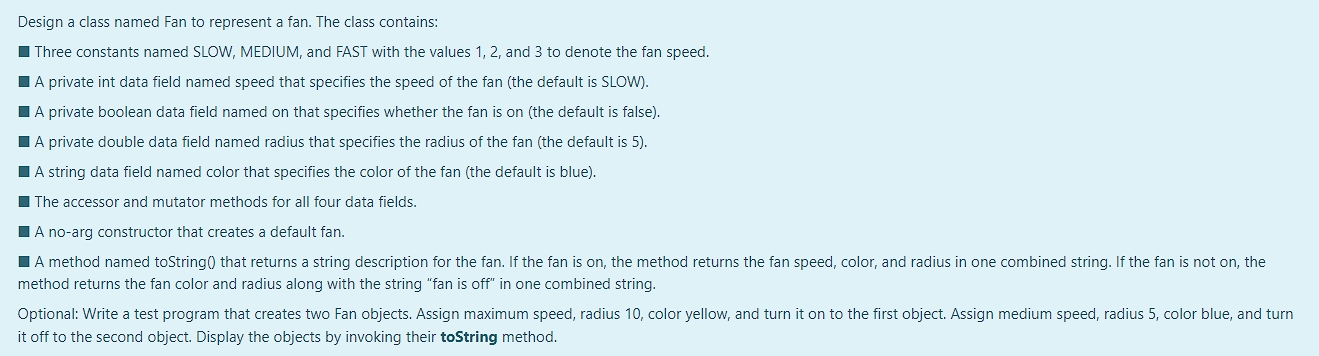 Design a class named Fan to represent a fan. The class contains:
■ Three constants named SLOW, MEDIUM, and FAST with the values 1, 2, and 3 to denote the fan speed.
■ A private int data field named speed that specifies the speed of the fan (the default is SLOW).
■ A private boolean data field named on that specifies whether the fan is on (the default is false).
■ A private double data field named radius that specifies the radius of the fan (the default is 5).
■ A string data field named color that specifies the color of the fan (the default is blue).
■ The accessor and mutator methods for all four data fields.
■ A no-arg constructor that creates a default fan.
■ A method named toString() that returns a string description for the fan. If the fan is on, the method returns the fan speed, color, and radius in one combined string. If the fan is not on, the
method returns the fan color and radius along with the string "fan is off" in one combined string.
Optional: Write a test program that creates two Fan objects. Assign maximum speed, radius 10, color yellow, and turn it on to the first object. Assign medium speed, radius 5, color blue, and turn
it off to the second object. Display the objects by invoking their toString method.